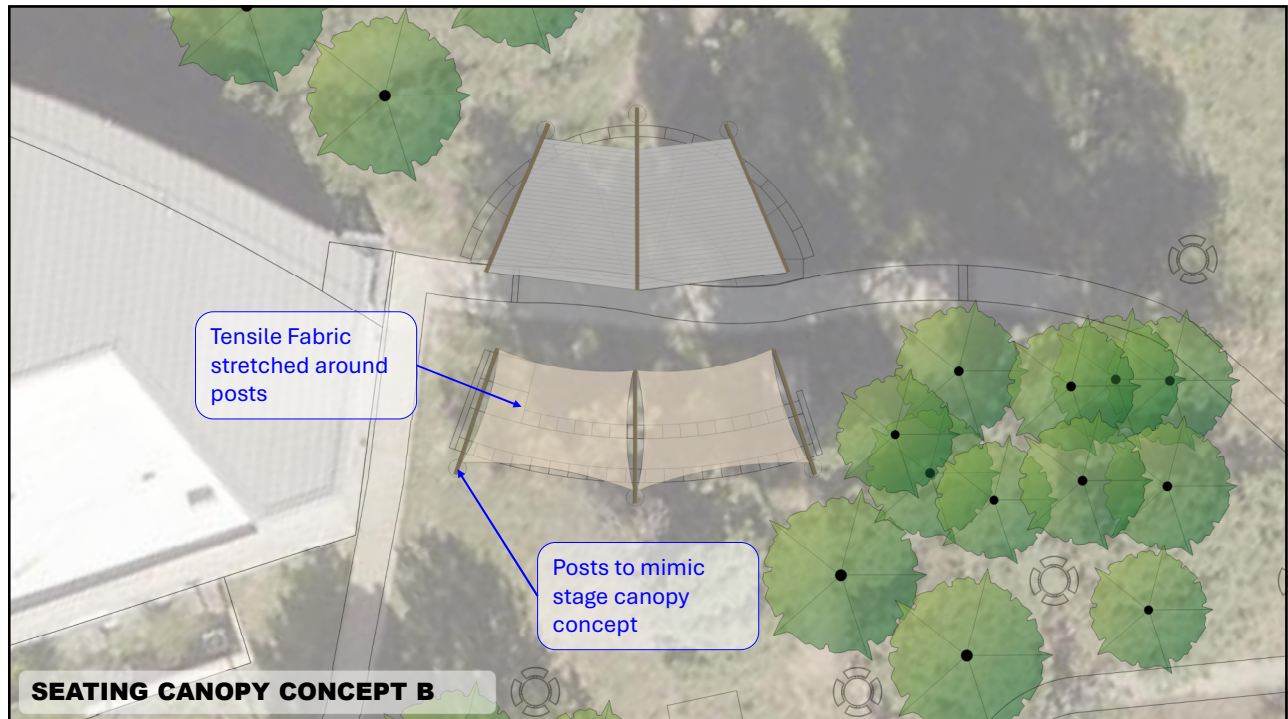 Tensile Fabric
stretched around
posts
Posts to mimic
stage canopy
concept
SEATING CANOPY CONCEPT B